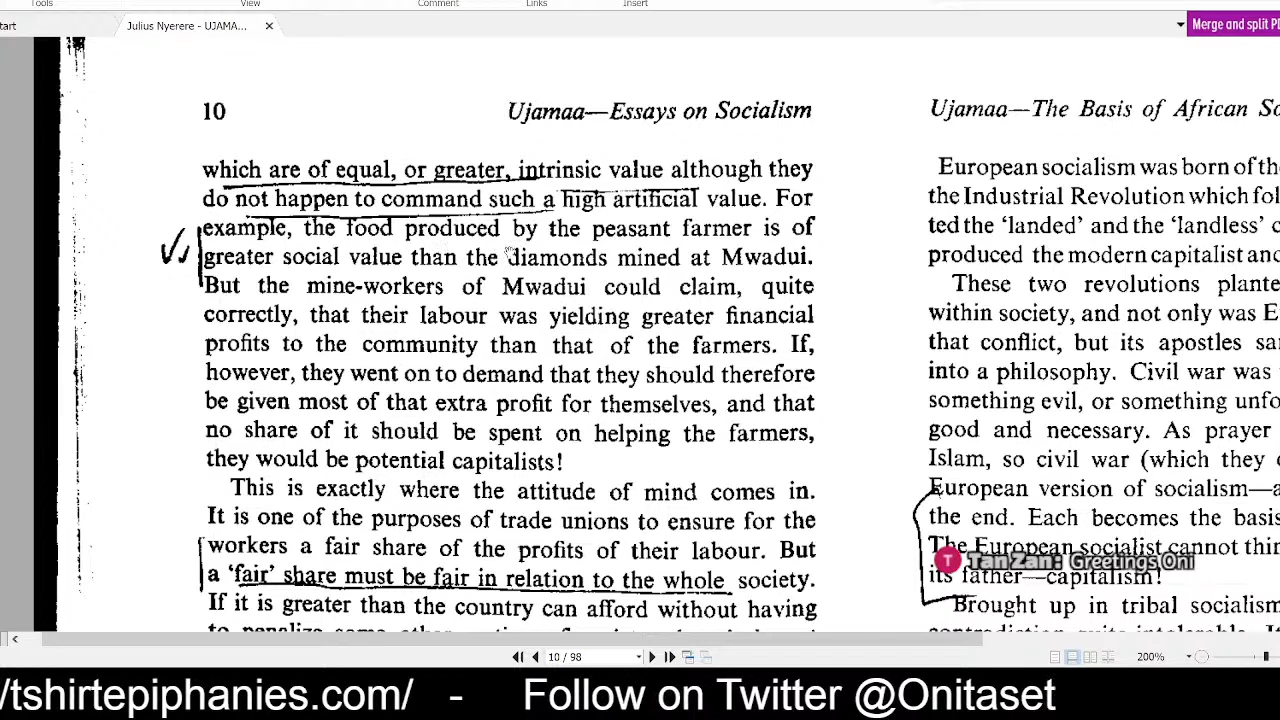 Tools View Comment Links Insert
tart
Julius Nyerere - UJAMA... ×
Merge and split PD
10 Ujamaa—Essays on Socialism
which are of equal, or greater, intrinsic value although they
do not happen to command such a high artificial value. For
example, the food produced by the peasant farmer is of
greater social value than the diamonds mined at Mwadui.
But the mine-workers of Mwadui could claim, quite
correctly, that their labour was yielding greater financial
profits to the community than that of the farmers. If,
however, they went on to demand that they should therefore
be given most of that extra profit for themselves, and that
no share of it should be spent on helping the farmers,
they would be potential capitalists!
This is exactly where the attitude of mind comes in.
It is one of the purposes of trade unions to ensure for the
workers a fair share of the profits of their labour. But
a 'fair' share must be fair in relation to the whole society.
If it is greater than the country can afford without having
Ujamaa—The Basis of African So
European socialism was born of the
the Industrial Revolution which fol
ted the 'landed' and the 'landless' c
produced the modern capitalist and
These two revolutions plante
within society, and not only was E
that conflict, but its apostles sa
into a philosophy. Civil war was
something evil, or something unfo
good and necessary. As prayer
Islam, so civil war (which they c
European version of socialism—a
the end. Each becomes the basis
The European socialist cannot thin
its father—capitalism!
Brought up in tribal socialism
T Tan Zan: Greetings Oni
10 / 98
200%
/tshirtepiphanies.com/ - Follow on Twitter @Onitaset